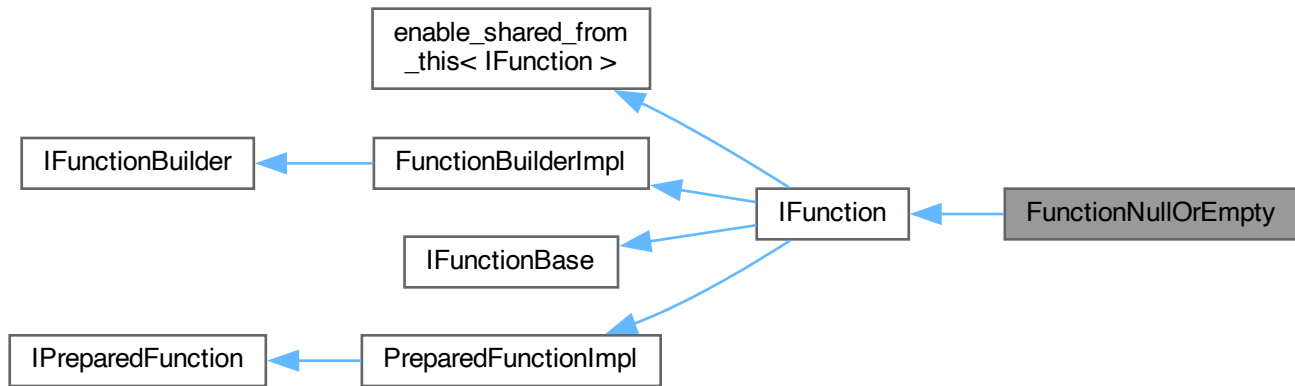 enable_shared_from
_this< IFunction >
IFunctionBuilder
FunctionBuilderImpl
IFunction
FunctionNullOrEmpty
IFunctionBase
IPreparedFunction
PreparedFunctionImpl